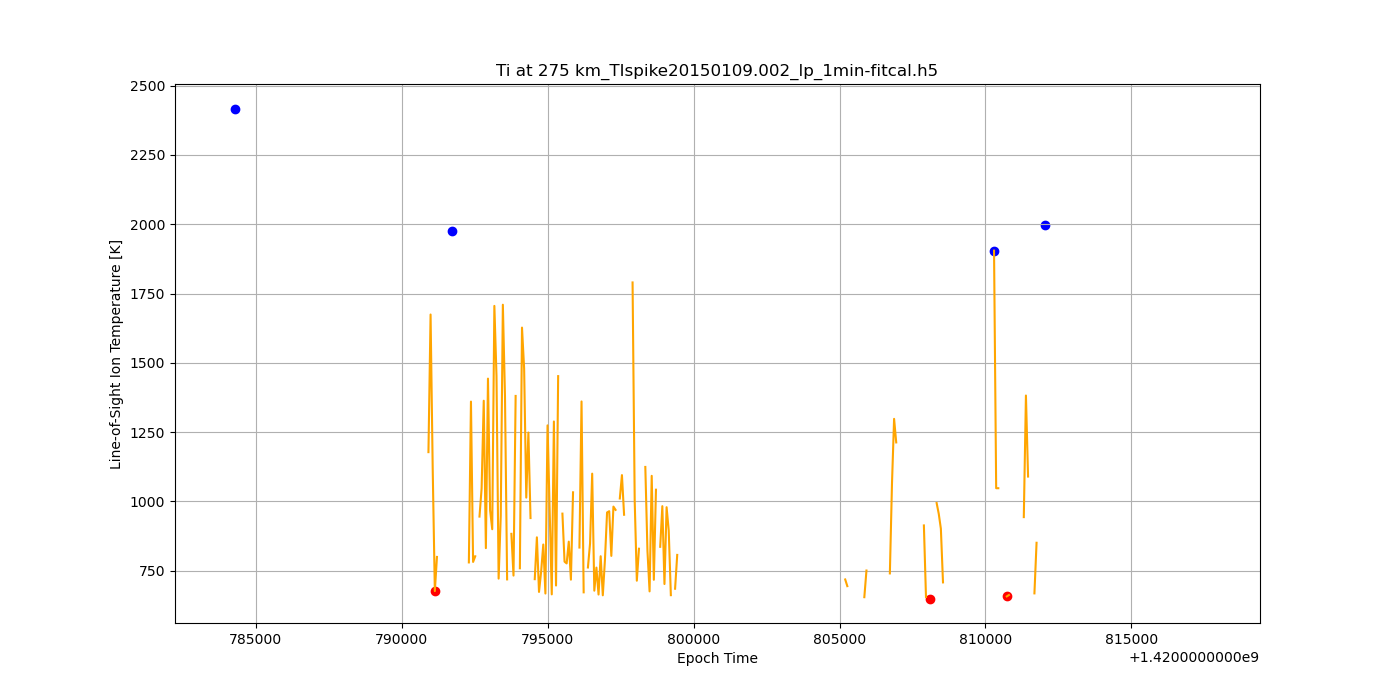 Ti at 275 km_TIspike20150109.002_lp_1min-fitcal.h5
Line-of-Sight Ion Temperature [K]
2500
2250
2000
1750
1500
1250
1000
750
785000 790000 795000 800000 805000 810000 815000
Epoch Time
+1.4200000000e9